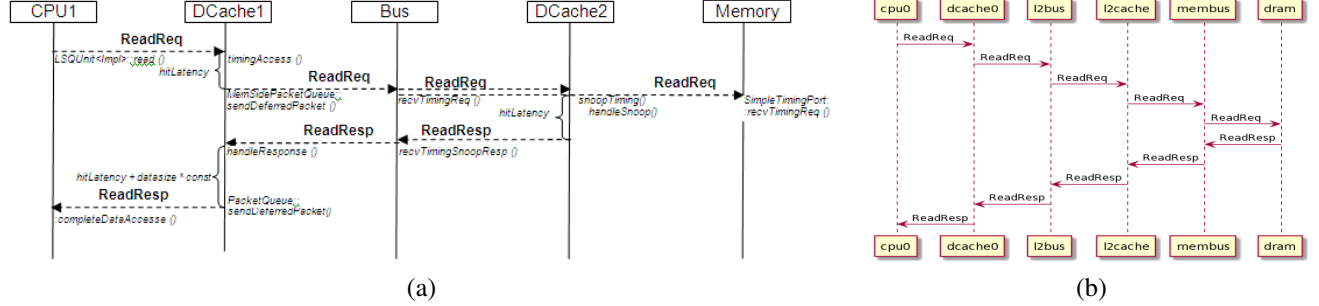 CPU1 DCache1 Bus DCache2 Memory
ReadReq
LSQUnit<Impl>::read ()
timingAccess ()
hitLatency
ReadReq
ReadReq
ReadReq
MemSidePacketQueue::
sendDeferredPacket ()
recvTimingReq ()
snoopTiming()
handleSnoop()
SimpleTimingPort:
:recvTimingReq ()
hitLatency
ReadResp
ReadResp
handleResponse ()
recvTimingSnoopResp ()
hitLatency + datasize * const
ReadResp
PacketQueue::
sendDeferredPacket()
:completeDataAccesse ()
(a)
cpu0 dcache0 l2bus l2cache membus dram
ReadReq
ReadReq
ReadReq
ReadReq
ReadReq
ReadResp
ReadResp
ReadResp
ReadResp
ReadResp
cpu0 dcache0 l2bus l2cache membus dram
(b)